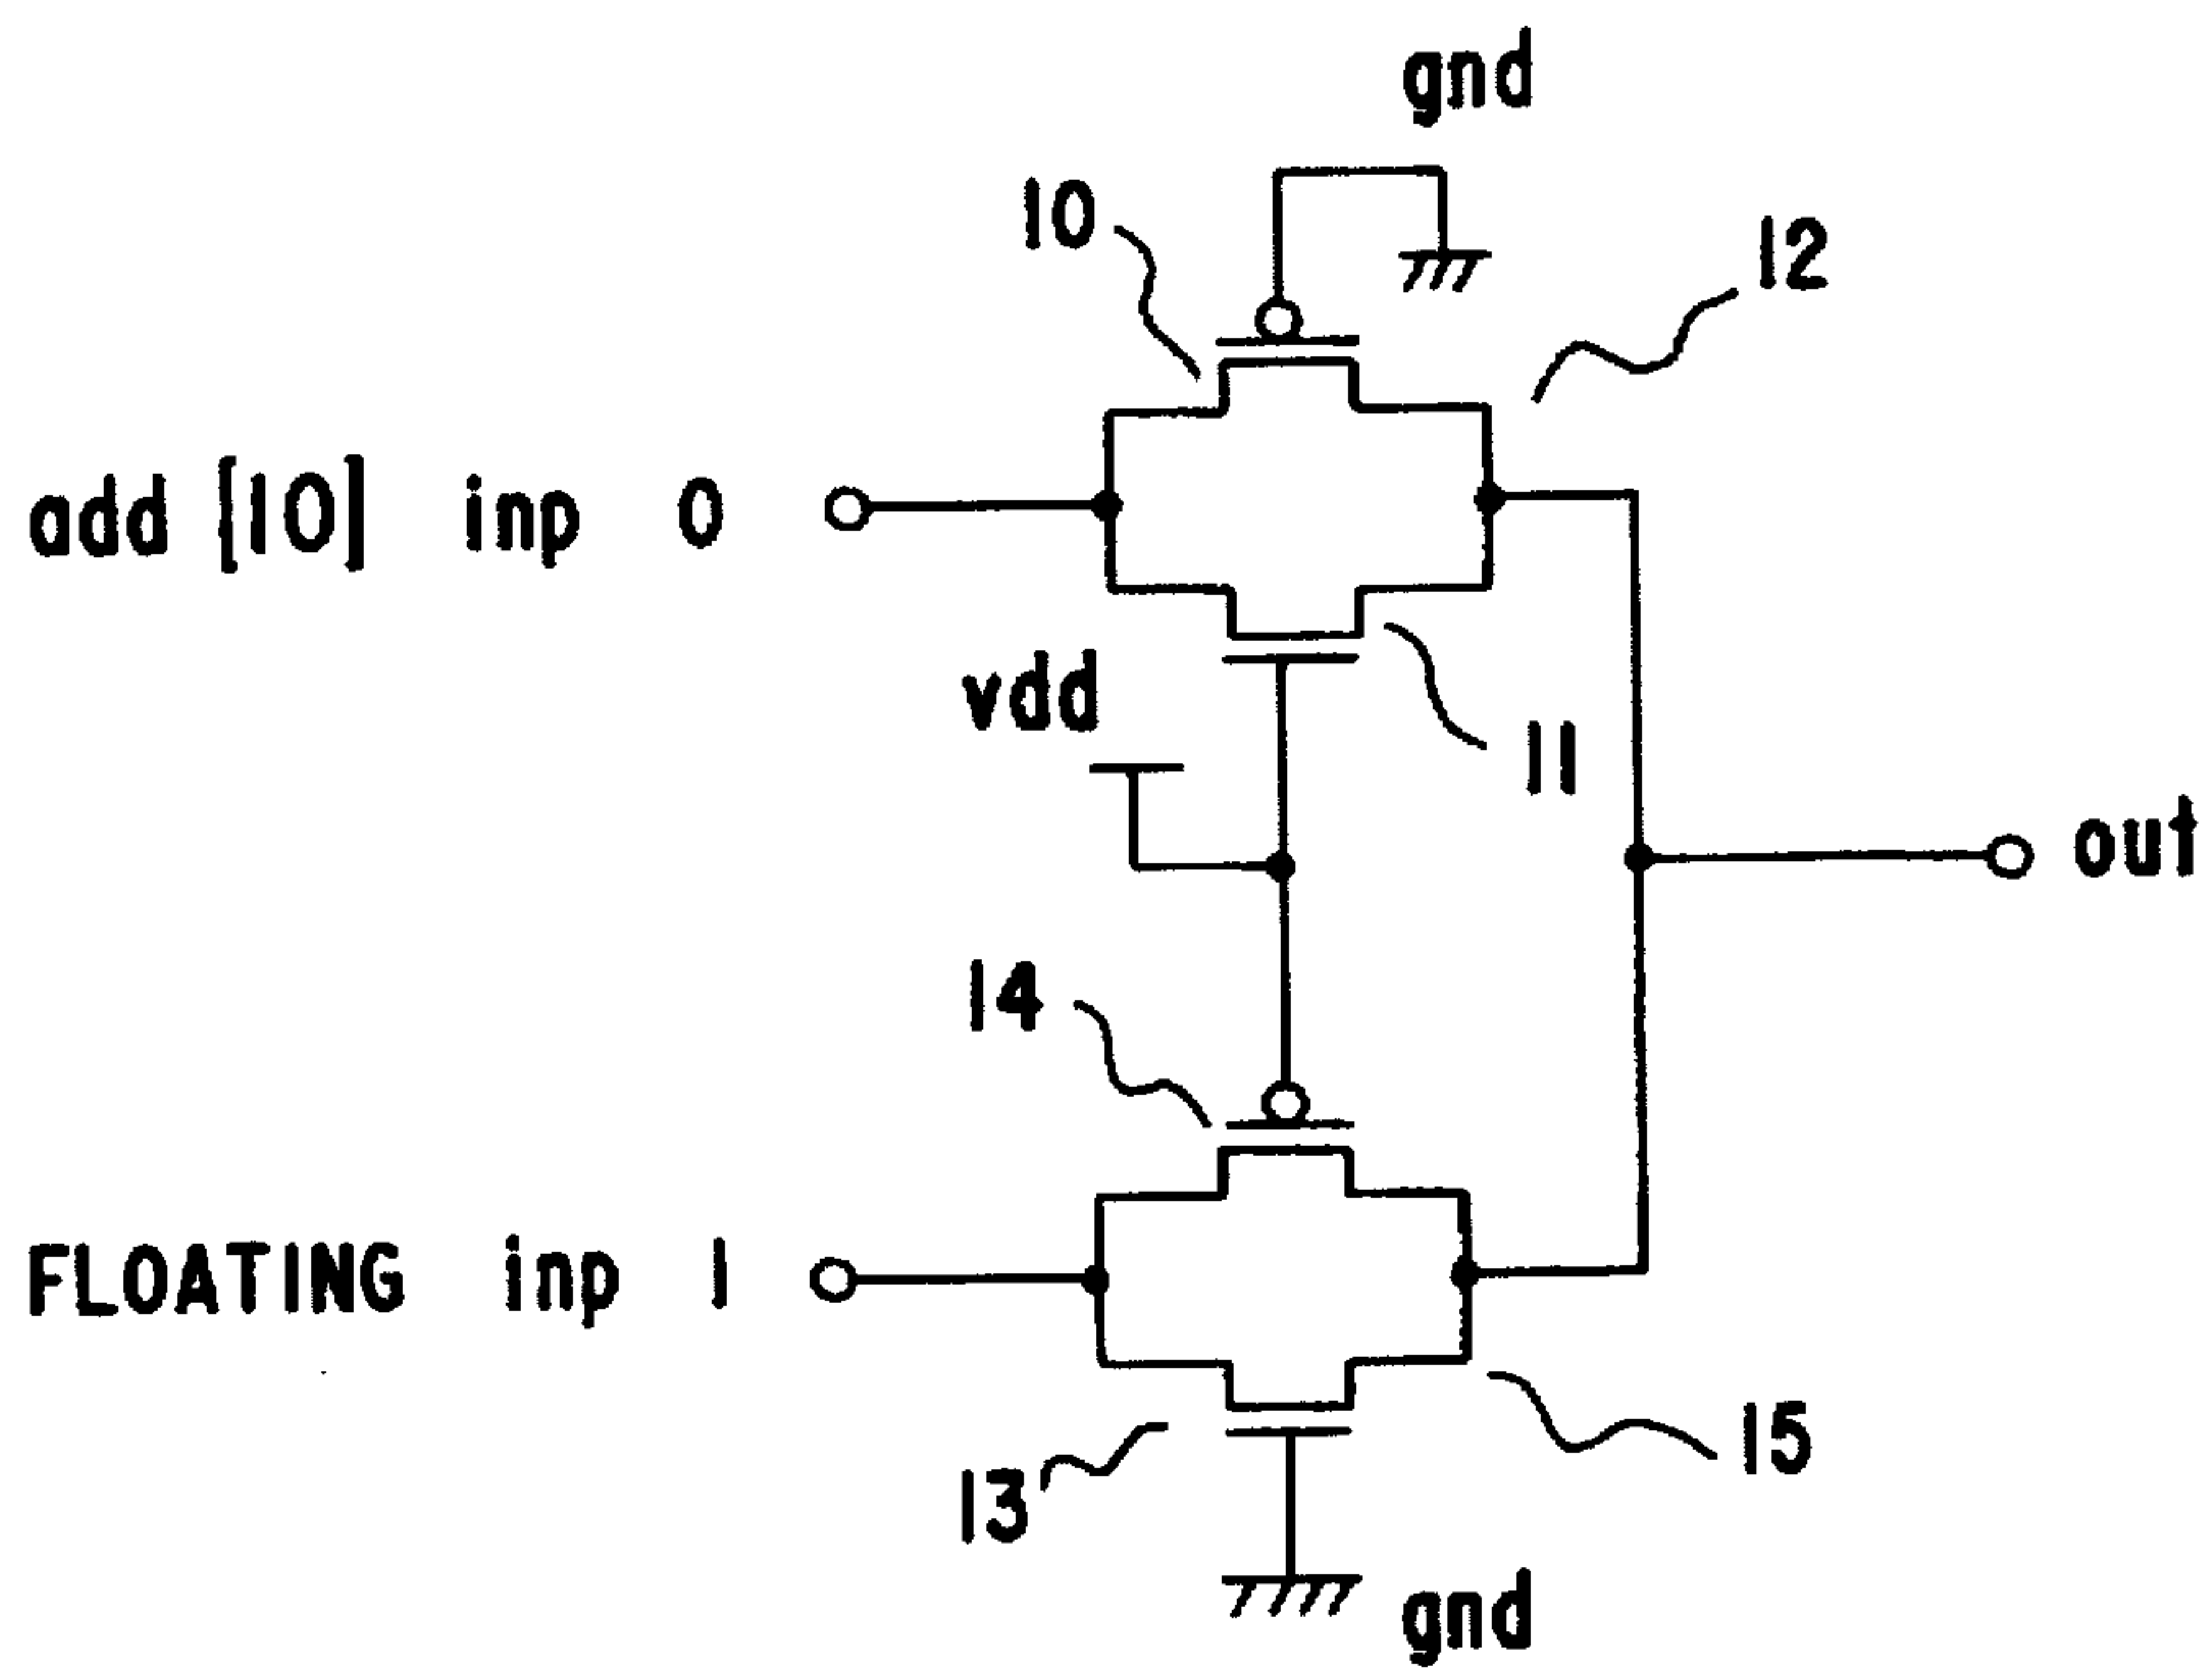 gnd
10
12
add [10] inp 0
vdd
11
out
14
FLOATING inp 1
15
13
gnd